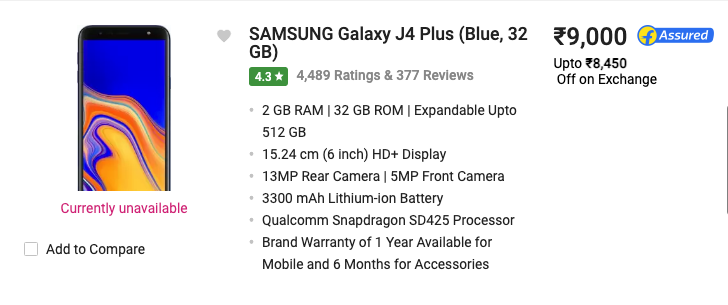 SAMSUNG Galaxy J4 Plus (Blue, 32
GB)
4.3 ★ 4,489 Ratings & 377 Reviews
• 2 GB RAM | 32 GB ROM | Expandable Upto
512 GB
• 15.24 cm (6 inch) HD+ Display
• 13MP Rear Camera | 5MP Front Camera
• 3300 mAh Lithium-ion Battery
• Qualcomm Snapdragon SD425 Processor
• Brand Warranty of 1 Year Available for
Mobile and 6 Months for Accessories
₹9,000 f Assured
Upto ₹8,450
Off on Exchange
Currently unavailable
Add to Compare